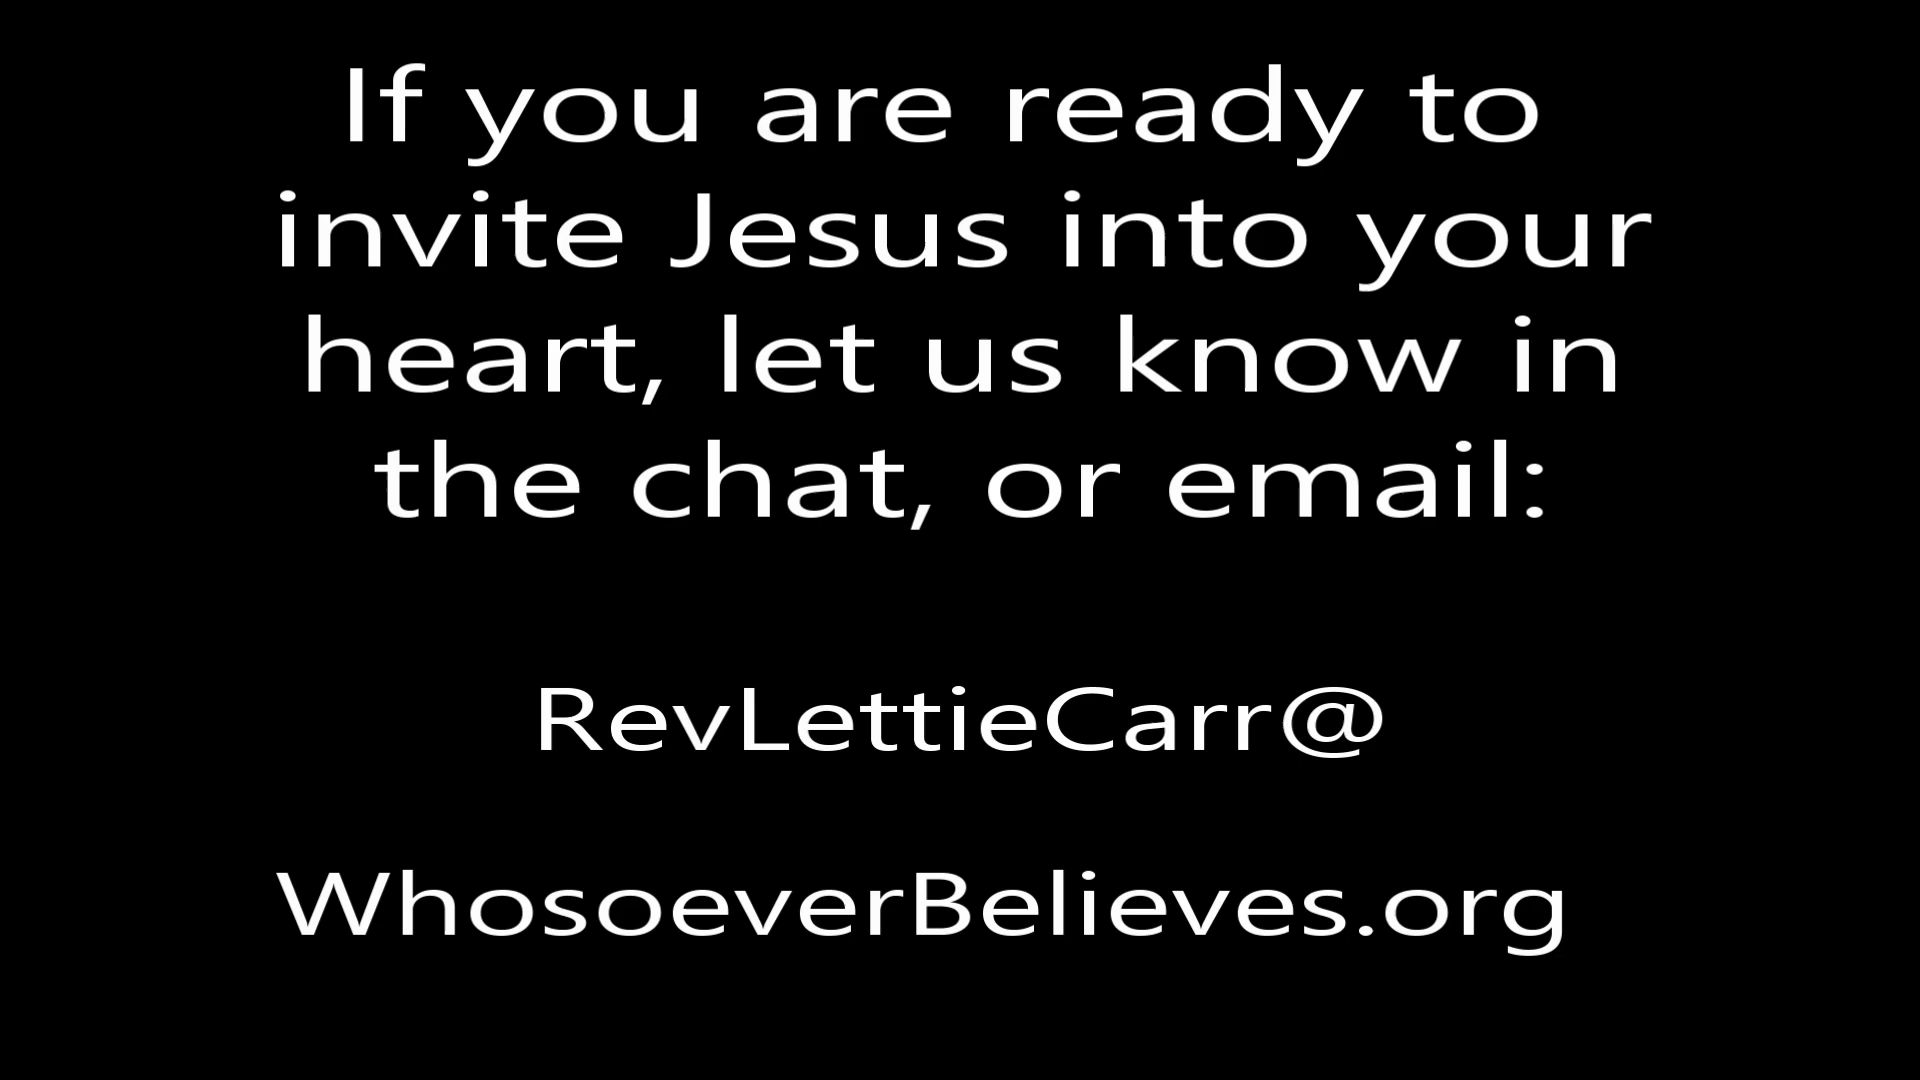 If you are ready to
invite Jesus into your
heart, let us know in
the chat, or email:
RevLettieCarr@
WhosoeverBelieves.org